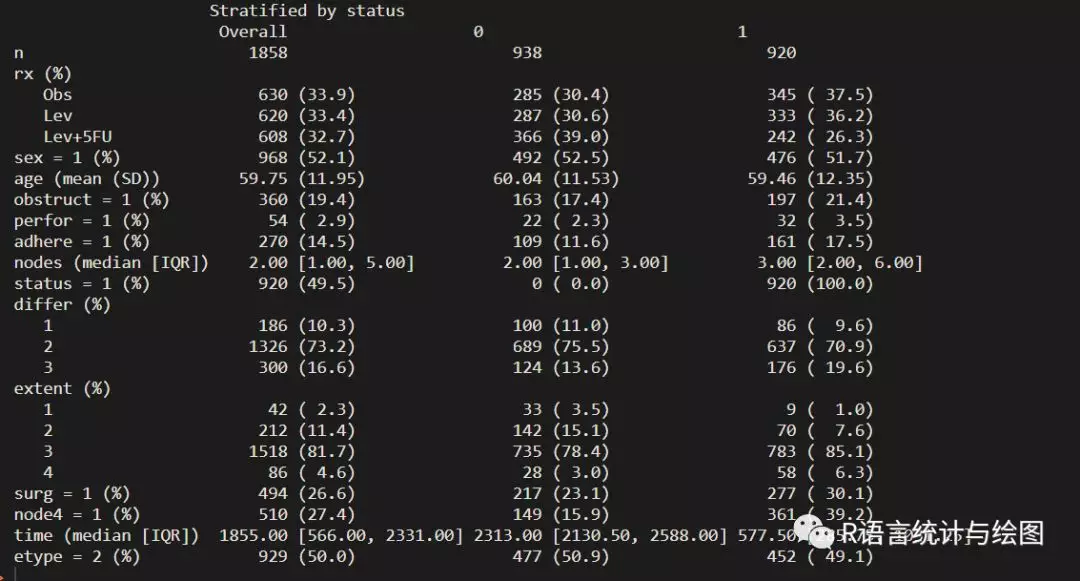 Stratified by status
Overall 0 1
n 1858 938 920
rx (%)
Obs 630 (33.9) 285 (30.4) 345 ( 37.5)
Lev 620 (33.4) 287 (30.6) 333 ( 36.2)
Lev+5FU 608 (32.7) 366 (39.0) 242 ( 26.3)
sex = 1 (%) 968 (52.1) 492 (52.5) 476 ( 51.7)
age (mean (SD)) 59.75 (11.95) 60.04 (11.53) 59.46 (12.35)
obstruct = 1 (%) 360 (19.4) 163 (17.4) 197 ( 21.4)
perfor = 1 (%) 54 ( 2.9) 22 ( 2.3) 32 ( 3.5)
adhere = 1 (%) 270 (14.5) 109 (11.6) 161 ( 17.5)
nodes (median [IQR]) 2.00 [1.00, 5.00] 2.00 [1.00, 3.00] 3.00 [2.00, 6.00]
status = 1 (%) 920 (49.5) 0 ( 0.0) 920 (100.0)
differ (%)
1 186 (10.3) 100 (11.0) 86 ( 9.6)
2 1326 (73.2) 689 (75.5) 637 ( 70.9)
3 300 (16.6) 124 (13.6) 176 ( 19.6)
extent (%)
1 42 ( 2.3) 33 ( 3.5) 9 ( 1.0)
2 212 (11.4) 142 (15.1) 70 ( 7.6)
3 1518 (81.7) 735 (78.4) 783 ( 85.1)
4 86 ( 4.6) 28 ( 3.0) 58 ( 6.3)
surg = 1 (%) 494 (26.6) 217 (23.1) 277 ( 30.1)
node4 = 1 (%) 510 (27.4) 149 (15.9) 361 ( 39.2)
time (median [IQR]) 1855.00 [566.00, 2331.00] 2313.00 [2130.50, 2588.00] 577.50
R语言统计与绘图
etype = 2 (%) 929 (50.0) 477 (50.9) 452 ( 49.1)